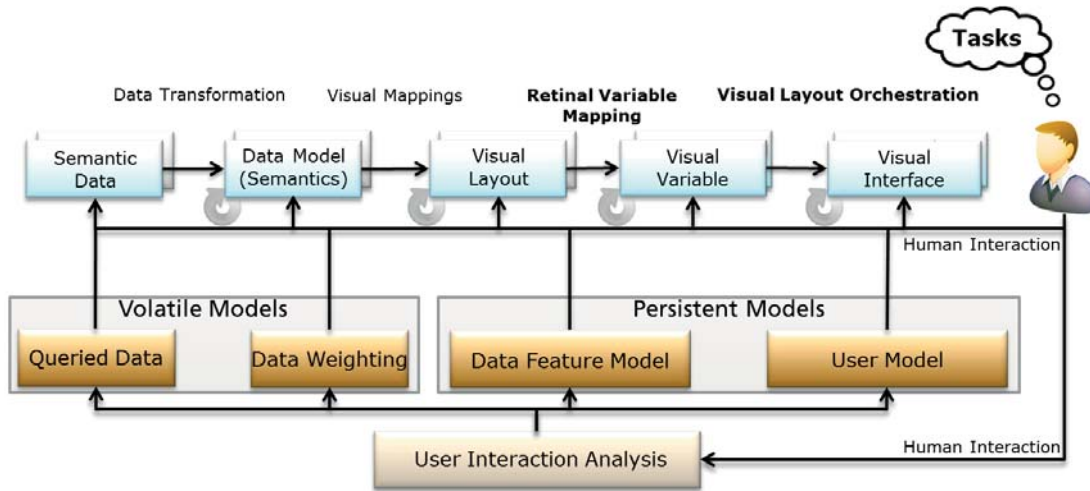 Tasks
Data Transformation
Visual Mappings
Retinal Variable
Mapping
Visual Layout Orchestration
Semantic
Data
Data Model
(Semantics)
Visual
Layout
Visual
Variable
Visual
Interface
Human Interaction
Volatile Models
Persistent Models
Queried Data
Data Weighting
Data Feature Model
User Model
User Interaction Analysis
Human Interaction